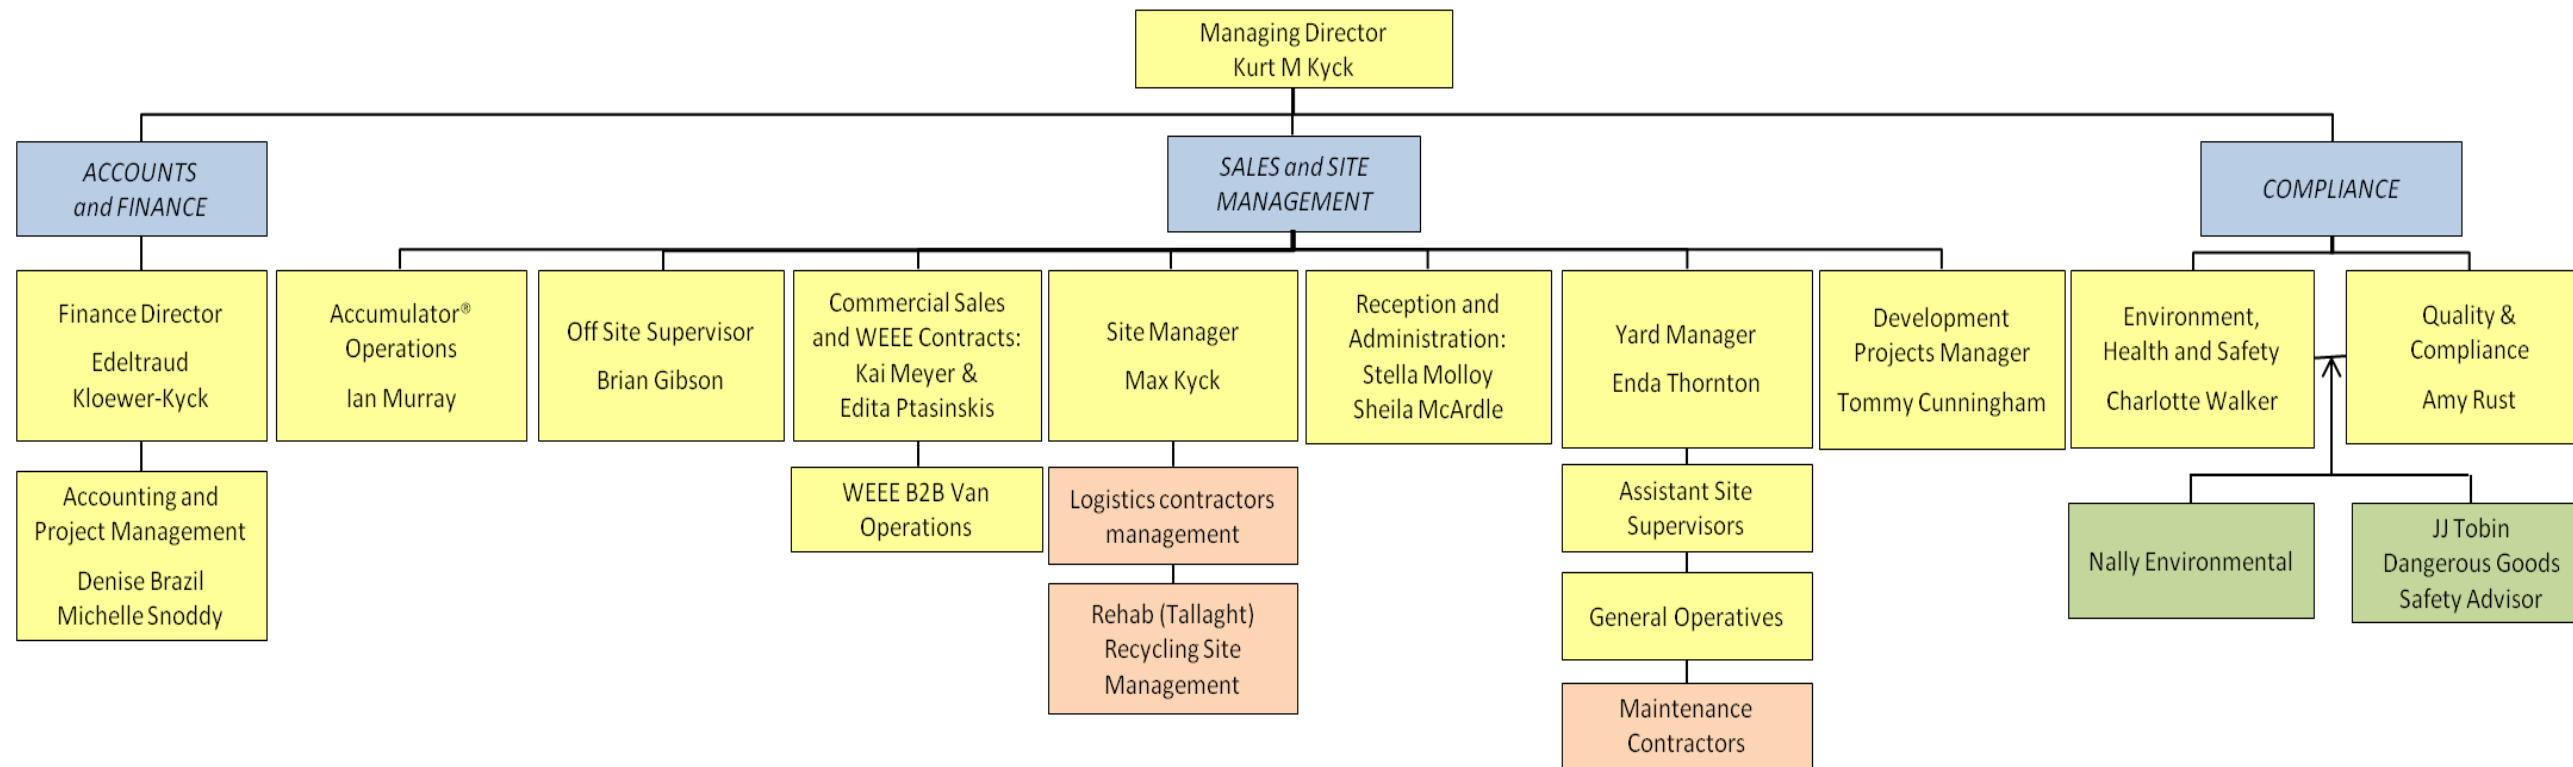 Managing Director
Kurt M Kyck
ACCOUNTS
and FINANCE
SALES and SITE
MANAGEMENT
COMPLIANCE
Finance Director
Edeltraud
Kloewer-Kyck
Accumulator®
Operations
Ian Murray
Off Site Supervisor
Brian Gibson
Commercial Sales
and WEEE Contracts:
Kai Meyer &
Edita Ptasinskis
Site Manager
Max Kyck
Reception and
Administration:
Stella Molloy
Sheila McArdle
Yard Manager
Enda Thornton
Development
Projects Manager
Tommy Cunningham
Environment,
Health and Safety
Charlotte Walker
Quality &
Compliance
Amy Rust
Accounting and
Project Management
Denise Brazil
Michelle Snoddy
WEEE B2B Van
Operations
Logistics contractors
management
Rehab (Tallaght)
Recycling Site
Management
Assistant Site
Supervisors
General Operatives
Maintenance
Contractors
Nally Environmental
JJ Tobin
Dangerous Goods
Safety Advisor